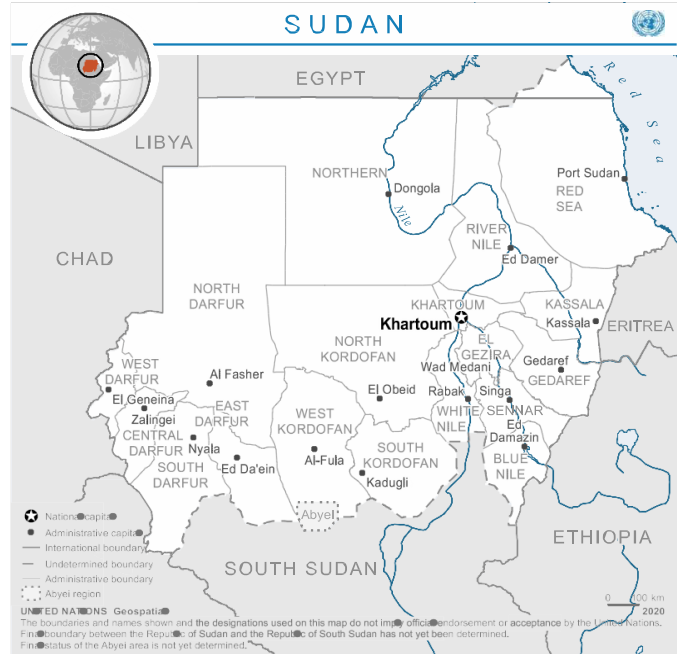 SUDAN
EGYPT
LIBYA
Red Sea
NORTHERN
Port Sudan
Dongola
RED
SEA
Nile
RIVER
NILE
CHAD
Ed Damer
NORTH
DARFUR
KHARTOUM
KASSALA
Khartoum
Kassala
ERITREA
NORTH
KORDOFAN
EL
GEZIRA
WEST
DARFUR
Wad Medani
Gedaref
GEDAREF
Al Fasher
El Obeid
Rabak
Singa
El Geneina
EAST
DARFUR
WEST
KORDOFAN
WHITE
NILE
SENNAR
Zalingei
Ed
Damazin
CENTRAL
DARFUR
Nyala
SOUTH
KORDOFAN
BLUE
NILE
SOUTH
DARFUR
Ed Da'ein
Al-Fula
Kadugli
Abyei
ETHIOPIA
SOUTH SUDAN
National capital
Administrative capital
International boundary
Undetermined boundary
Administrative boundary
Abyei region
0 100 km
UNITED NATIONS Geospatial
2020
The boundaries and names shown and the designations used on this map do not imply official endorsement or acceptance by the United Nations.
Final boundary between the Republic of Sudan and the Republic of South Sudan has not yet been determined.
Final status of the Abyei area is not yet determined.